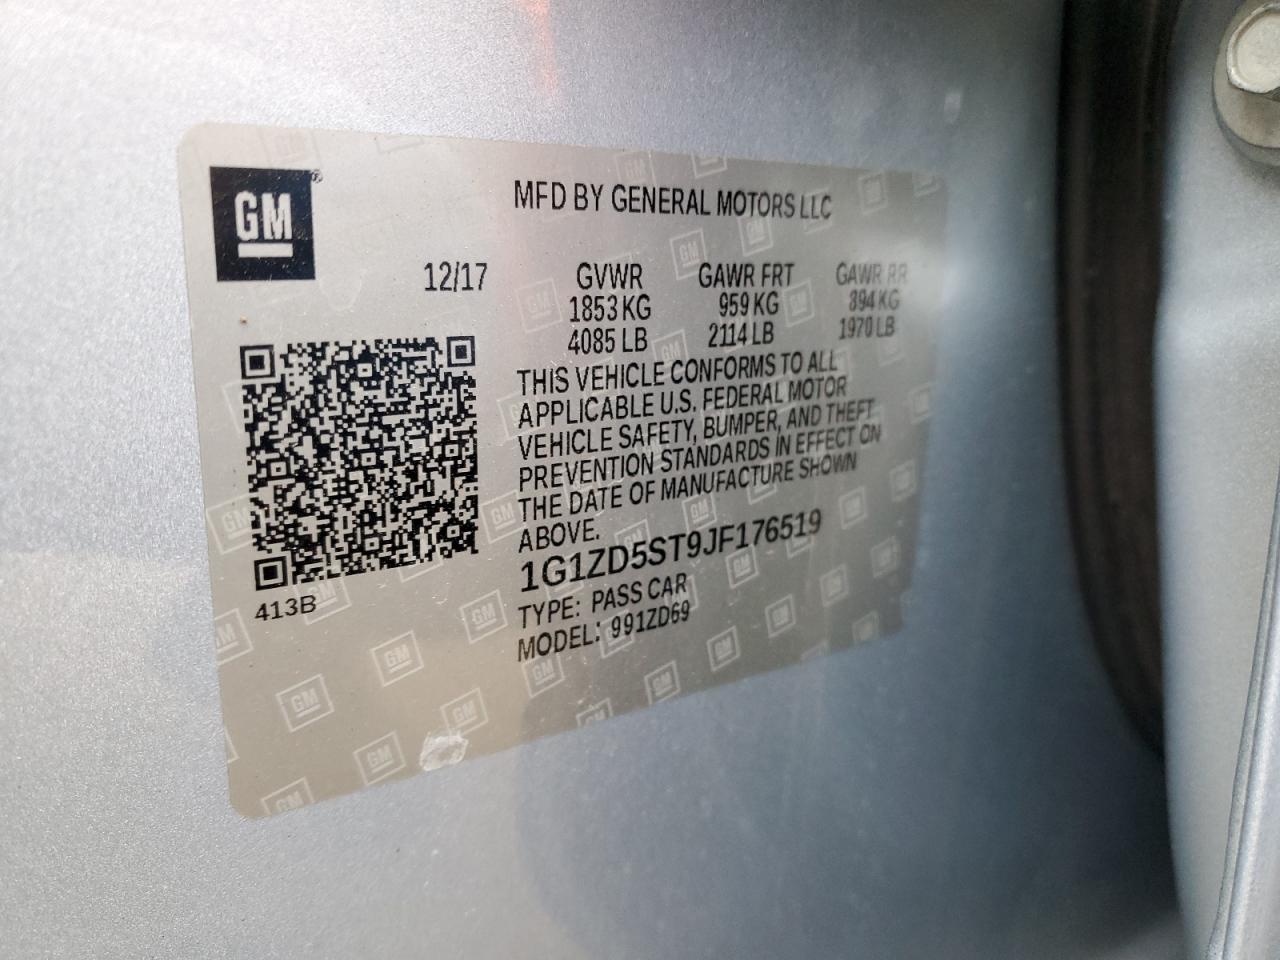 GM®
MFD BY GENERAL MOTORS LLC
12/17 GVWR GAWR FRT GAWR RR
1853 KG 959 KG 894 KG
4085 LB 2114 LB 1970 LB
THIS VEHICLE CONFORMS TO ALL
APPLICABLE U.S. FEDERAL MOTOR
VEHICLE SAFETY, BUMPER, AND THEFT
PREVENTION STANDARDS IN EFFECT ON
THE DATE OF MANUFACTURE SHOWN
ABOVE.
1G1ZD5ST9JF176519
TYPE: PASS CAR
MODEL: 991ZD69
413B